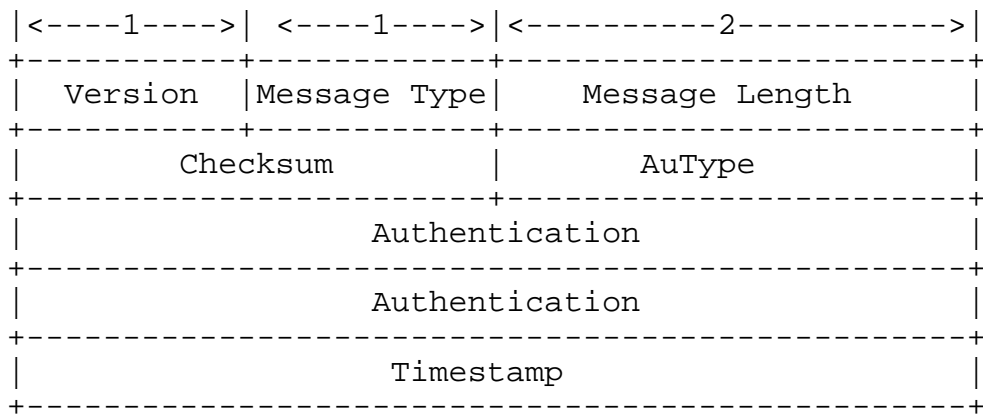 |<----1---->| <----1---->|<----------2---------->|
+-----------+------------+-----------------------+
| Version |Message Type| Message Length |
+-----------+------------+-----------------------+
| Checksum | AuType |
+------------------------+-----------------------+
| Authentication |
+------------------------------------------------+
| Authentication |
+------------------------------------------------+
| Timestamp |
+------------------------------------------------+